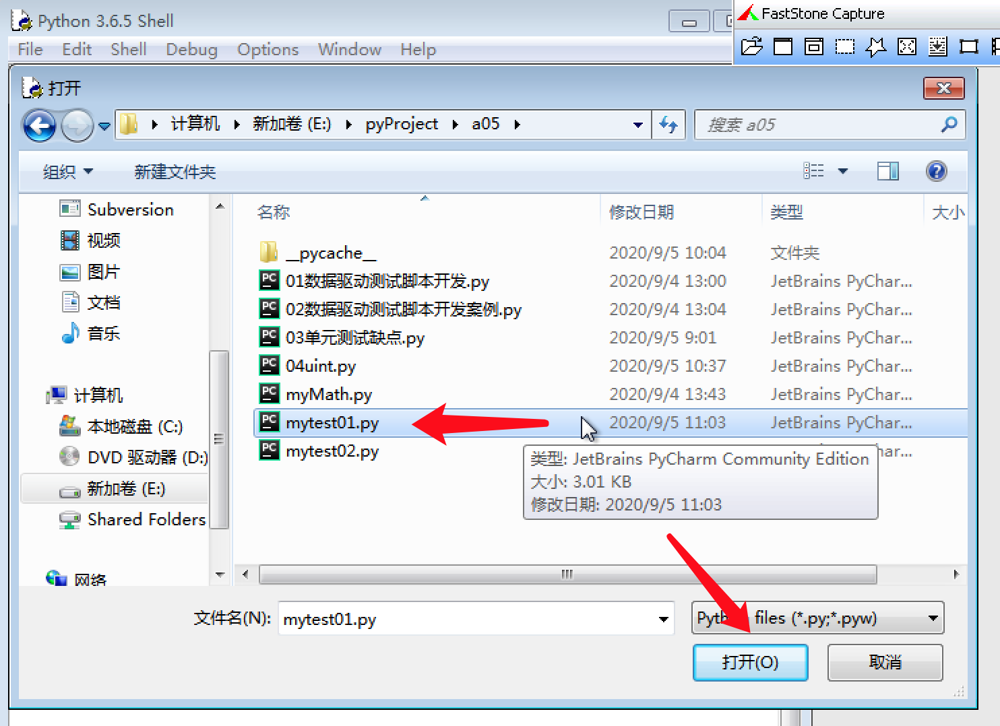 Python 3.6.5 Shell
FastStone Capture
File Edit Shell Debug Options Window Help
打开
计算机 新加卷 (E:) pyProject a05
搜索 a05
组织 新建文件夹
名称 修改日期 类型 大小
Subversion
视频
图片
文档
音乐
计算机
本地磁盘 (C:)
DVD 驱动器 (D:)
新加卷 (E:)
Shared Folders
网络
__pycache__ 2020/9/5 10:04 文件夹
01数据驱动测试脚本开发.py 2020/9/4 13:00 JetBrains PyChar...
02数据驱动测试脚本开发案例.py 2020/9/4 13:04 JetBrains PyChar...
03单元测试缺点.py 2020/9/5 9:01 JetBrains PyChar...
04uint.py 2020/9/5 10:37 JetBrains PyChar...
myMath.py 2020/9/4 13:43 JetBrains PyChar...
mytest01.py 2020/9/5 11:03 JetBrains PyChar...
mytest02.py
类型: JetBrains PyCharm Community Edition
大小: 3.01 KB
修改日期: 2020/9/5 11:03
文件名(N): mytest01.py
files (*.py;*.pyw)
打开(O) 取消